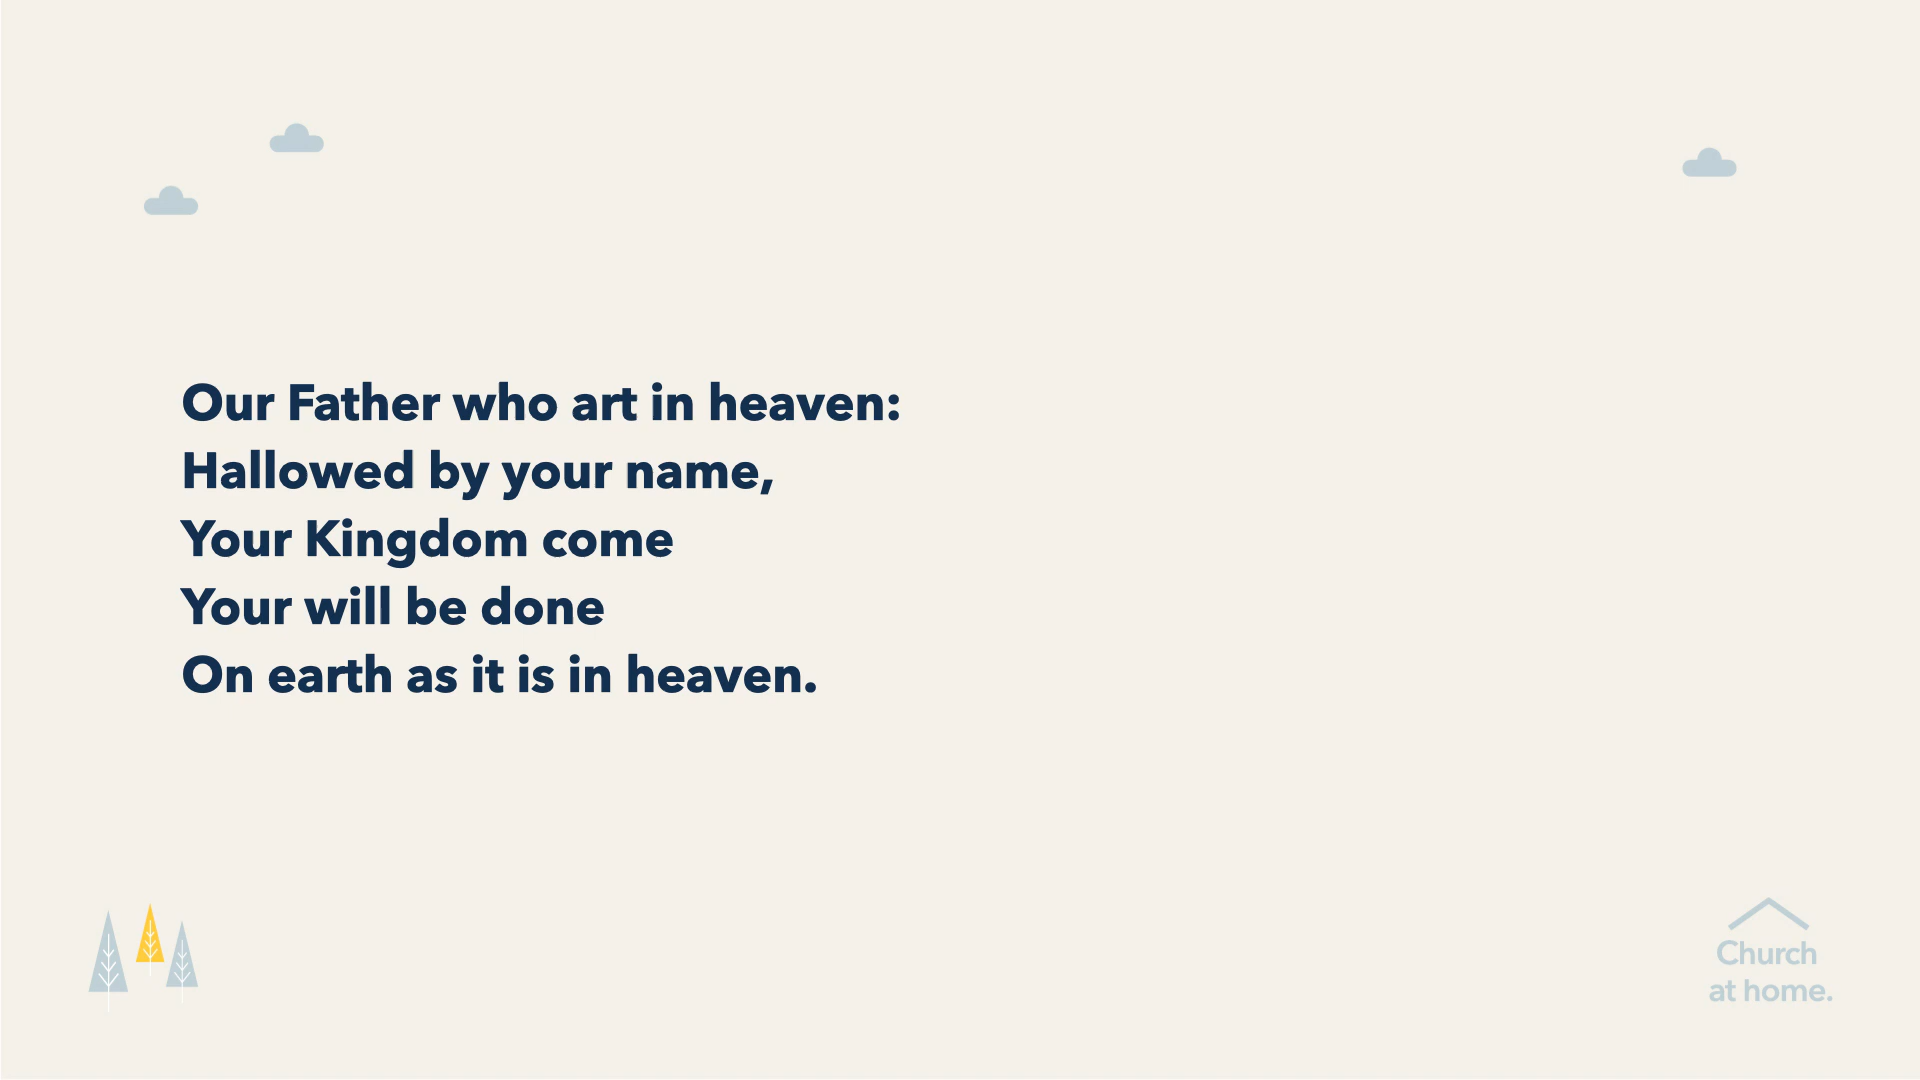 Our Father who art in heaven:
Hallowed by your name,
Your Kingdom come
Your will be done
On earth as it is in heaven.
Church
at home.